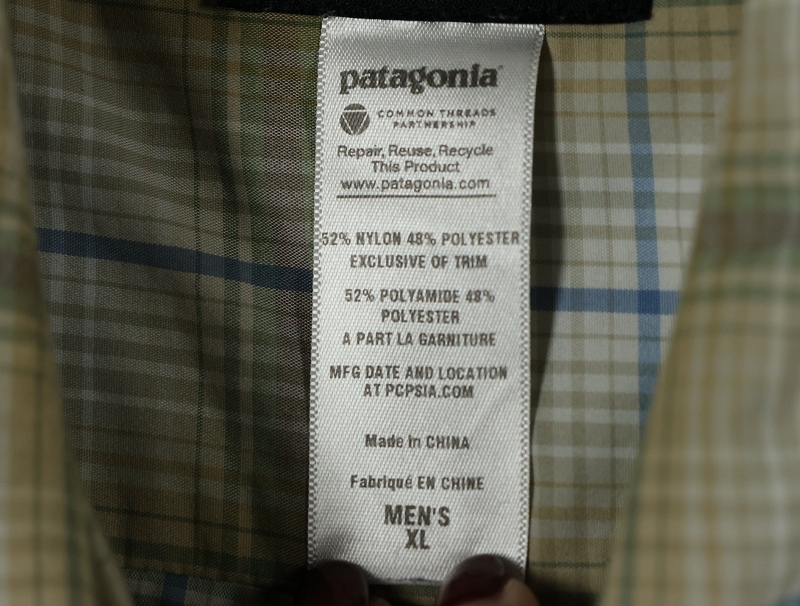 patagonia
COMMON THREADS
PARTNERSHIP
Repair, Reuse, Recycle
This Product
www.patagonia.com
52% NYLON 48% POLYESTER
EXCLUSIVE OF TRIM
52% POLYAMIDE 48%
POLYESTER
A PART LA GARNITURE
MFG DATE AND LOCATION
AT PCPSIA.COM
Made in CHINA
Fabriqué EN CHINE
MEN'S
XL